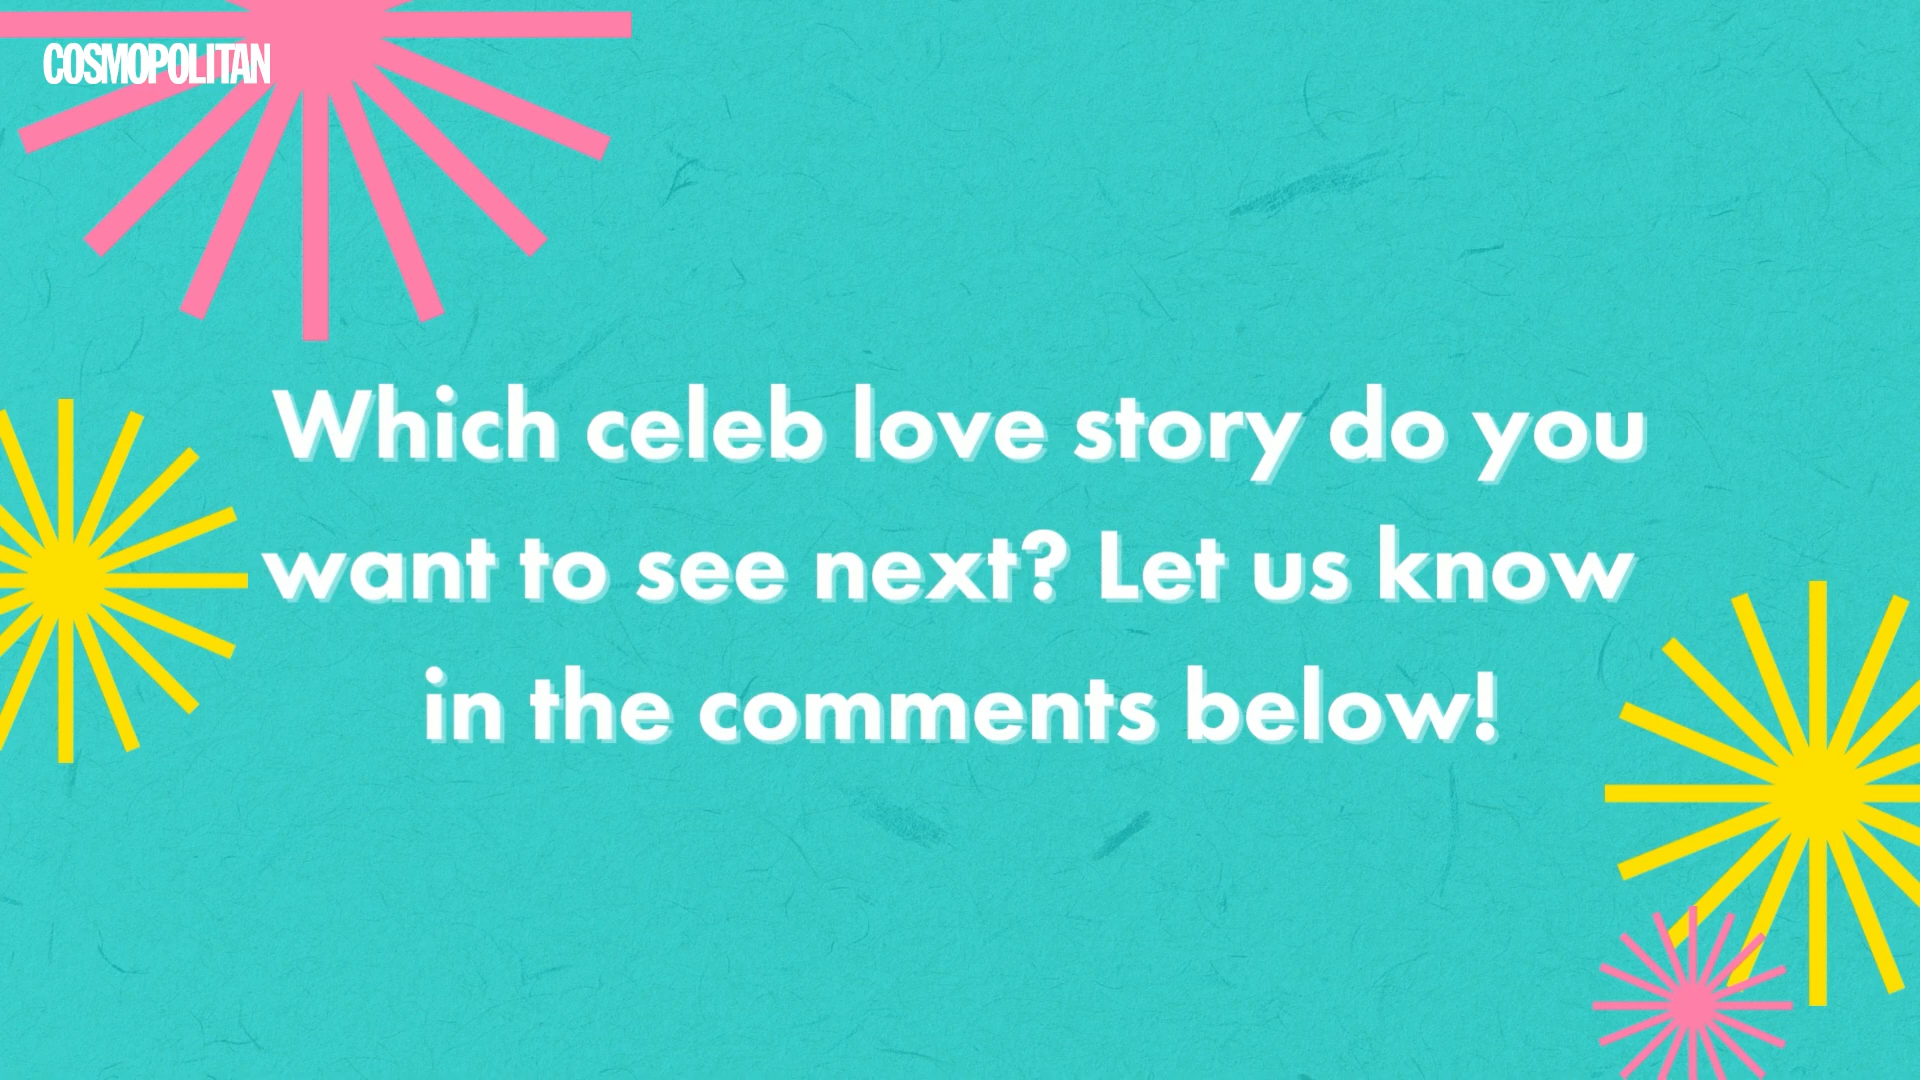 COSMOPOLITAN
Which celeb love story do you
want to see next? Let us know
in the comments below!